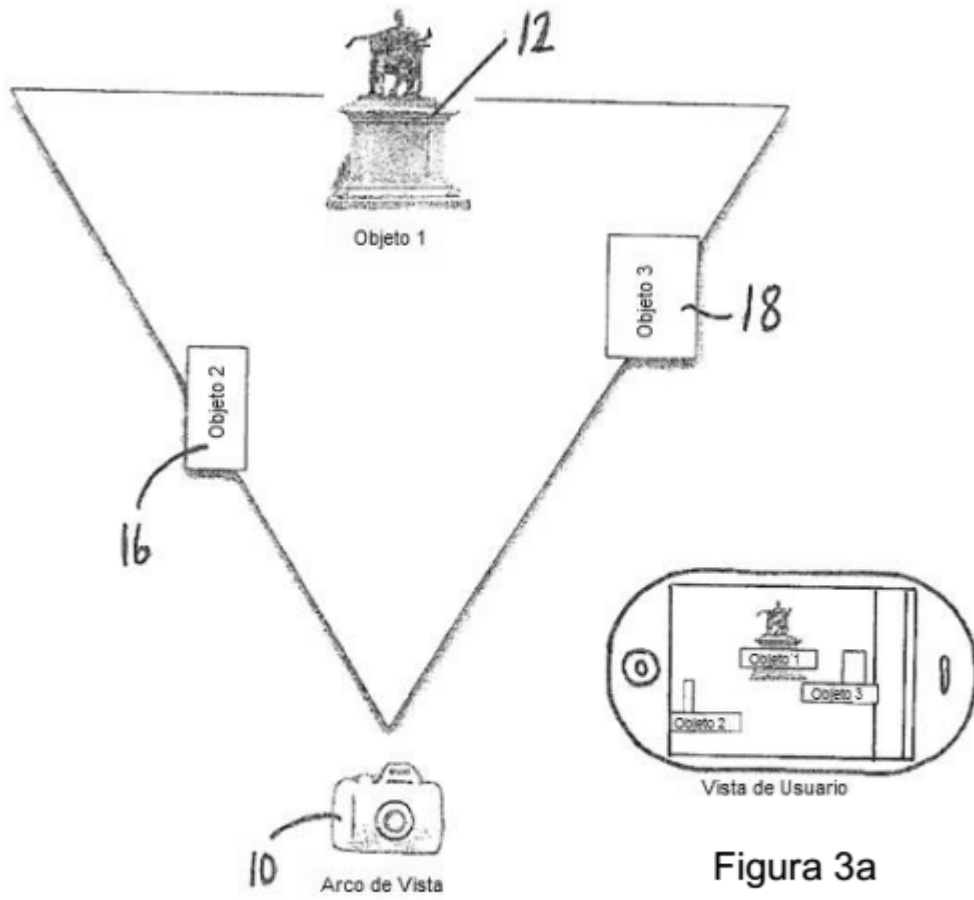 12
Objeto 1
Objeto 3
18
Objeto 2
16
Objeto 1
Objeto 3
Objeto 2
Vista de Usuario
10
Arco de Vista
Figura 3a